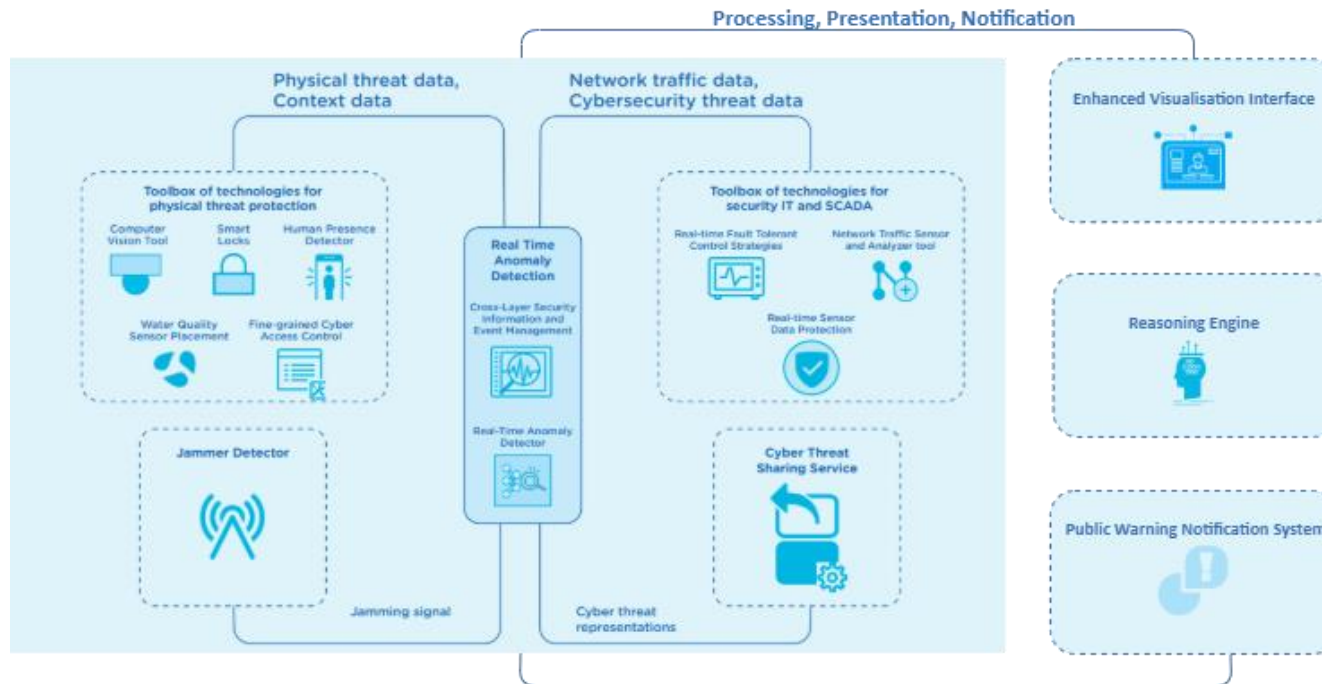 Processing, Presentation, Notification
Physical threat data,
Context data
Network traffic data,
Cybersecurity threat data
Toolbox of technologies for
physical threat protection
Computer
Vision Tool
Smart
Locks
Human Presence
Detector
Water Quality
Sensor Placement
Fine-grained Cyber
Access Control
Jammer Detector
Jamming signal
Real Time
Anomaly
Detection
Cross-Layer Security
Information and
Event Management
Real-Time Anomaly
Detector
Toolbox of technologies for
security IT and SCADA
Real-time Fault Tolerant
Control Strategies
Network Traffic Sensor
and Analyzer tool
Real-time Sensor
Data Protection
Cyber Threat
Sharing Service
Cyber threat
representations
Enhanced Visualisation Interface
Reasoning Engine
Public Warning Notification System